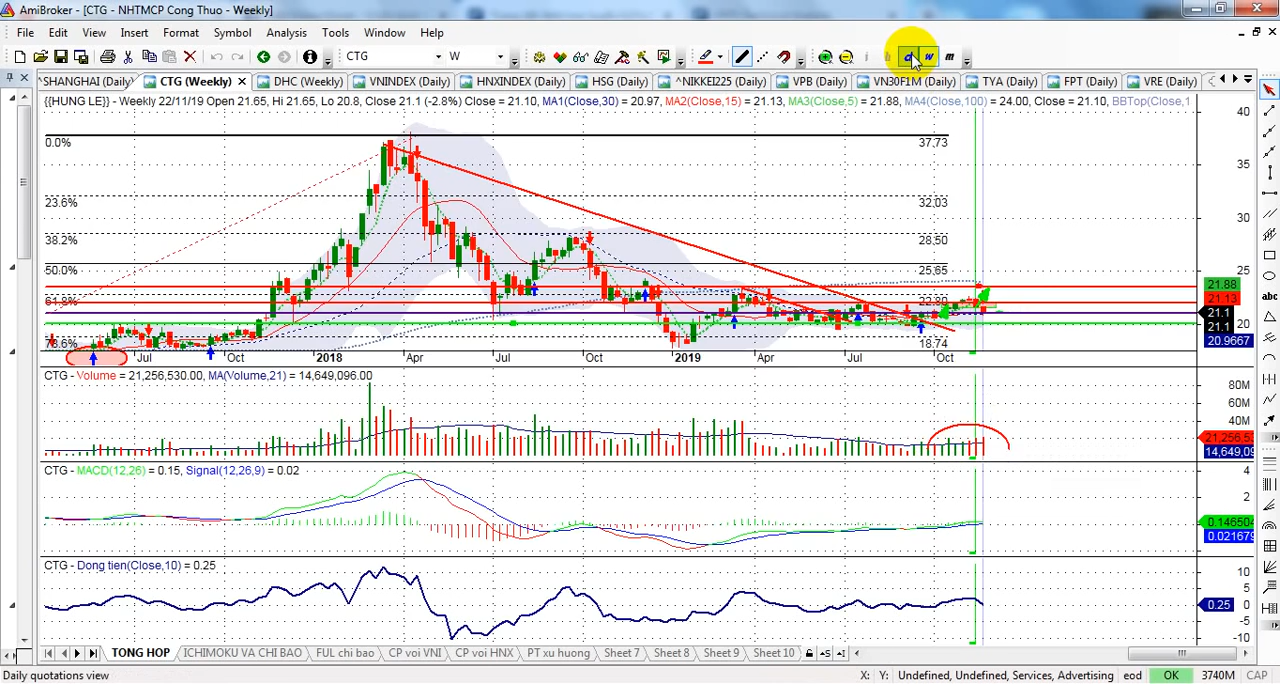 AmiBroker - [CTG - NHTMCP Cong Thuo - Weekly]
File Edit View Insert Format Symbol Analysis Tools Window Help
CTG W
^SHANGHAI (Daily) CTG (Weekly) DHC (Weekly) VNINDEX (Daily) HNXINDEX (Daily) HSG (Daily) ^NIKKEI225 (Daily) VPB (Daily) VN30F1M (Daily) TYA (Daily) FPT (Daily) VRE (Daily)
{{HUNG LE}} - Weekly 22/11/19 Open 21.65, Hi 21.65, Lo 20.8, Close 21.1 (-2.8%) Close = 21.10, MA1(Close,30) = 20.97, MA2(Close,15) = 21.13, MA3(Close,5) = 21.88, MA4(Close,100) = 24.00, Close = 21.10, BBTop(Close,1
40
0.0% 37.73
35
23.6% 32.03
30
38.2% 28.50
50.0% 25.65
25
21.88
61.8% 22.80 21.13
21.1
20
21.1
78.6% 18.74 20.9667
Jul Oct 2018 Apr Jul Oct 2019 Apr Jul Oct
CTG - Volume = 21,256,530.00, MA(Volume,21) = 14,649,096.00
80M
60M
40M
21,256,5
14,649,0
CTG - MACD(12,26) = 0.15, Signal(12,26,9) = 0.02
4
2
0.146504
0.021679
CTG - Dong tien(Close,10) = 0.25
10
5
0.25
-5
-10
TONG HOP ICHIMOKU VA CHI BAO FUL chi bao CP voi VNI CP voi HNX PT xu huong Sheet 7 Sheet 8 Sheet 9 Sheet 10
Daily quotations view X: Y: Undefined, Undefined, Services, Advertising eod OK 3740M CAP